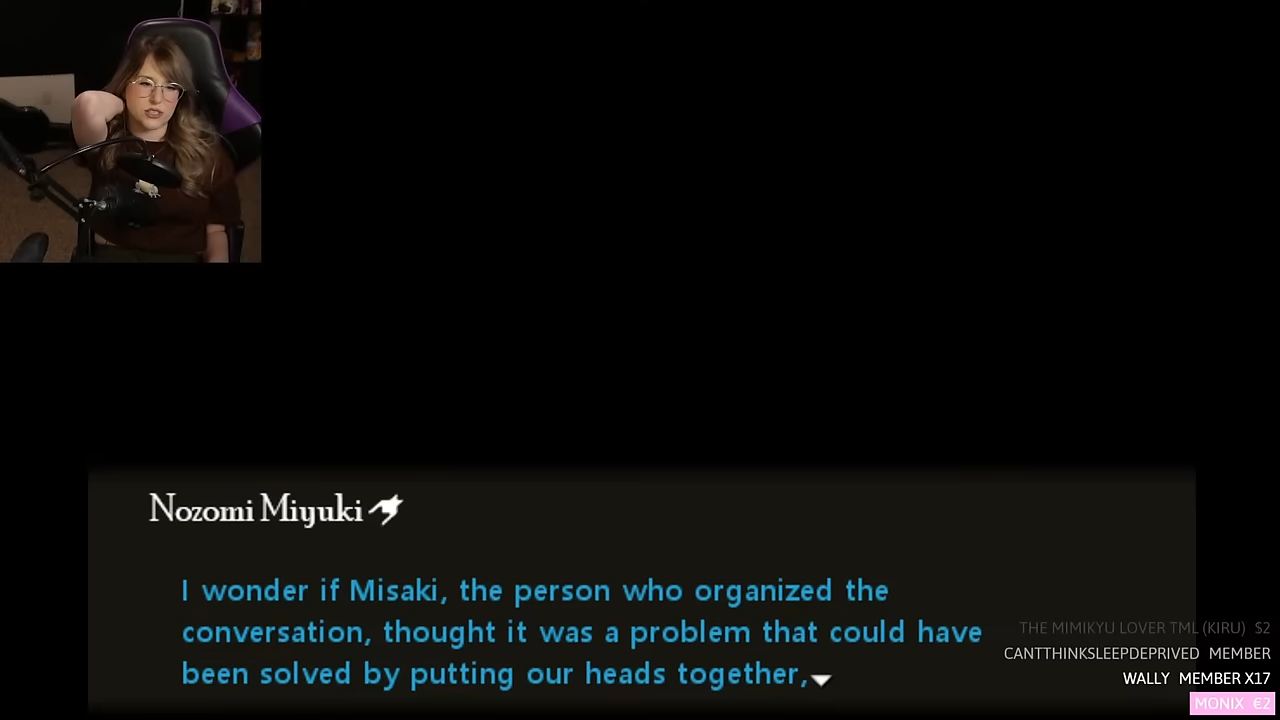 Nozomi Miyuki
I wonder if Misaki, the person who organized the
conversation, thought it was a problem that could have
been solved by putting our heads together,
THE MIMIKYU LOVER TML (KIRU) $2
CANTTHINKSLEEPDEPRIVED MEMBER
WALLY MEMBER X17
MONIX €2